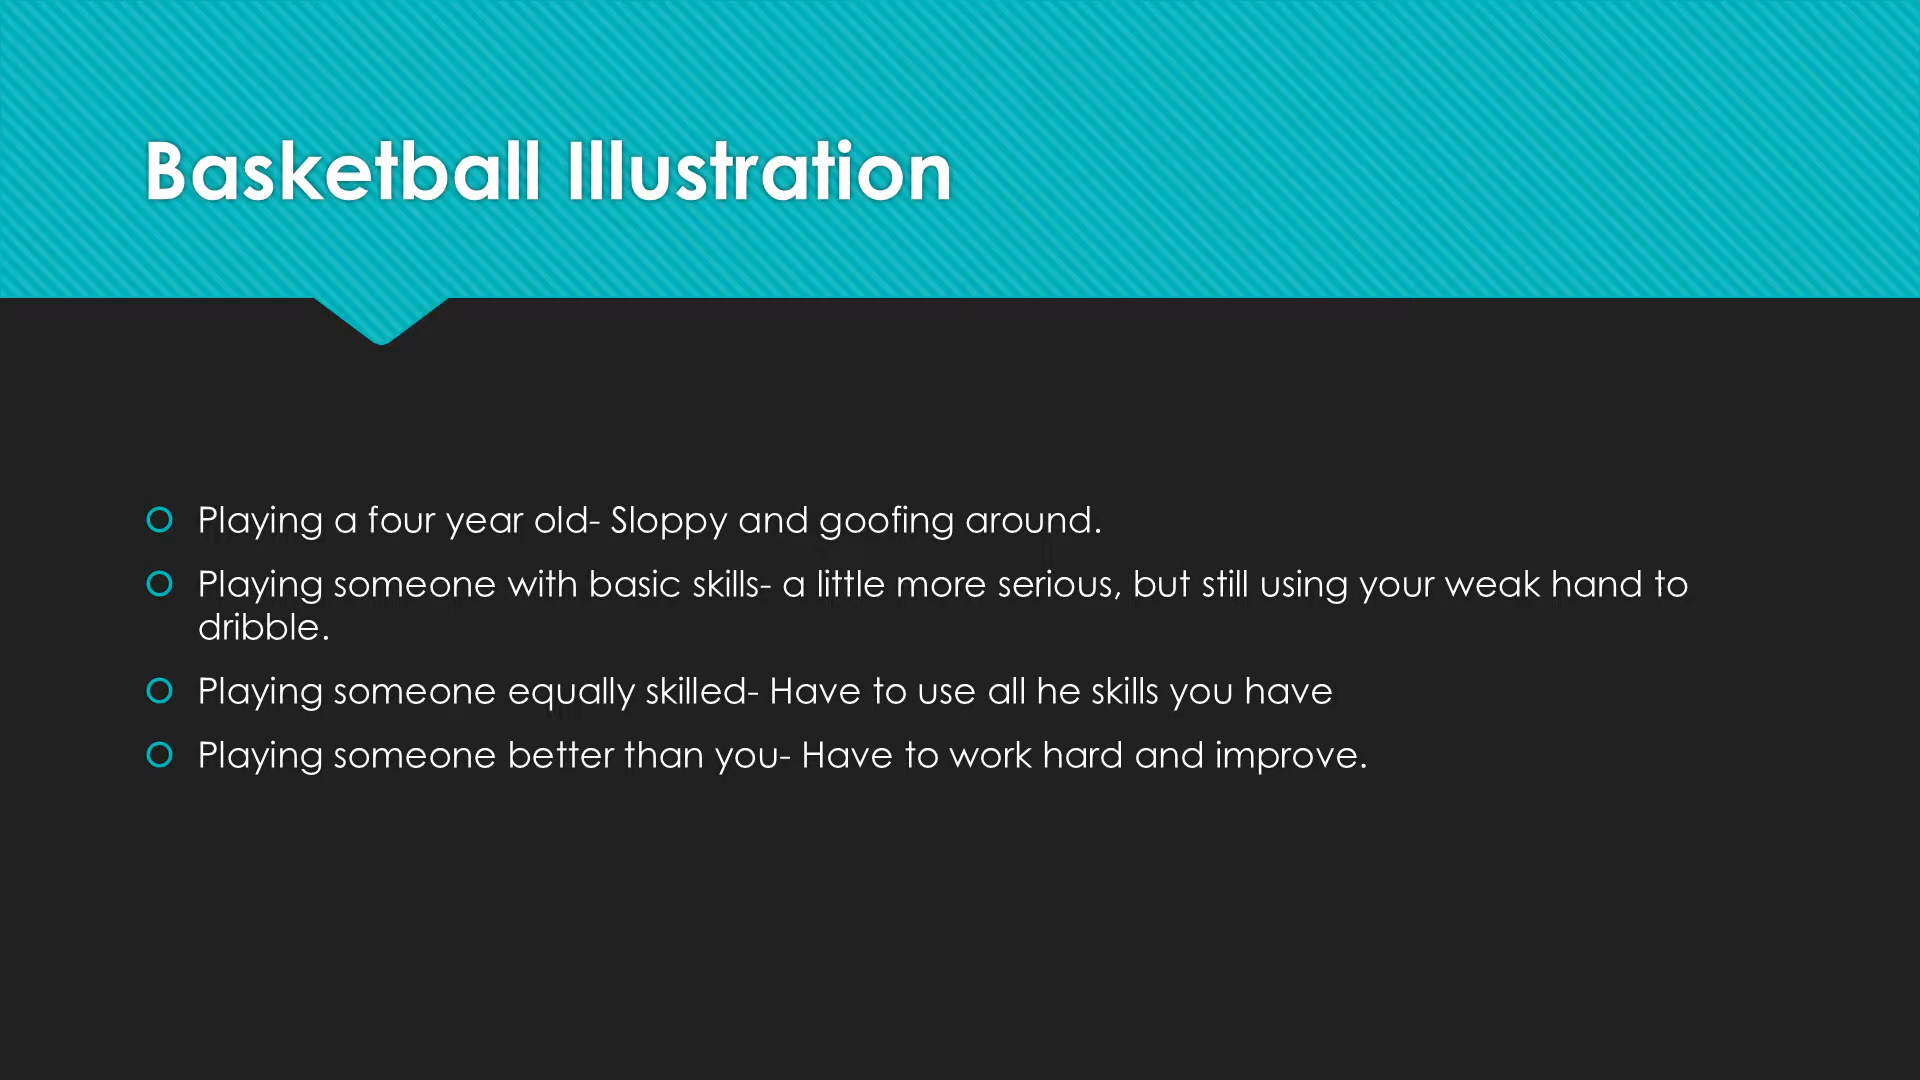 Basketball Illustration
Playing a four year old- Sloppy and goofing around.
Playing someone with basic skills- a little more serious, but still using your weak hand to
dribble.
Playing someone equally skilled- Have to use all he skills you have
Playing someone better than you- Have to work hard and improve.